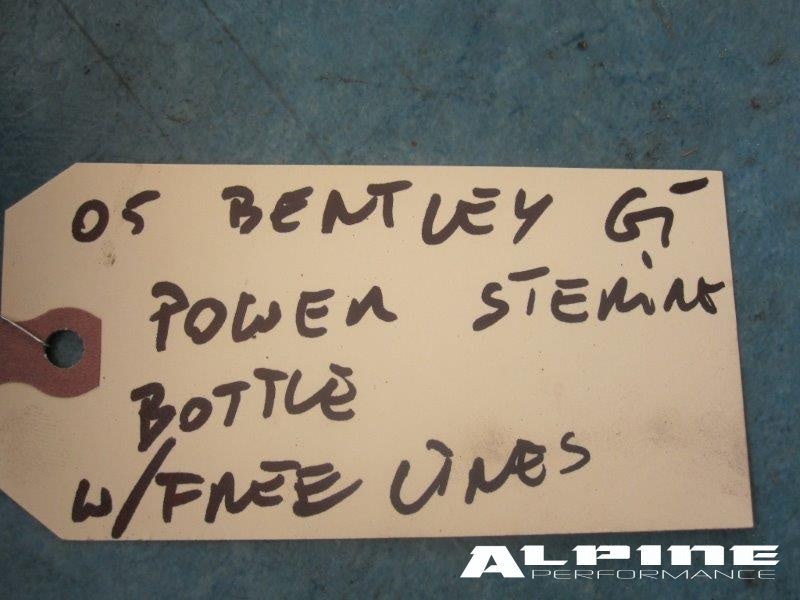 05 BENTLEY GT
POWER STERING
BOTTLE
W/FREE LINES
ALPINE
PERFORMANCE